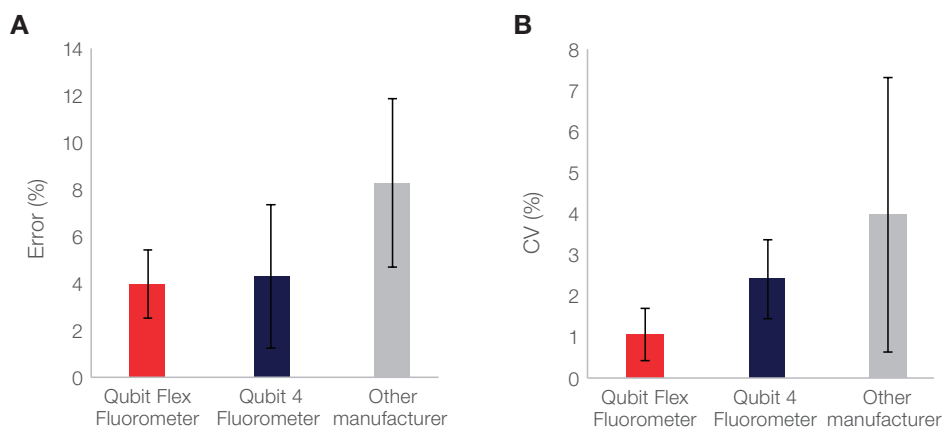 A
Error (%)
14
12
10
8
6
4
2
0
Qubit Flex
Fluorometer
Qubit 4
Fluorometer
Other
manufacturer
B
CV (%)
8
7
6
5
4
3
2
1
0
Qubit Flex
Fluorometer
Qubit 4
Fluorometer
Other
manufacturer